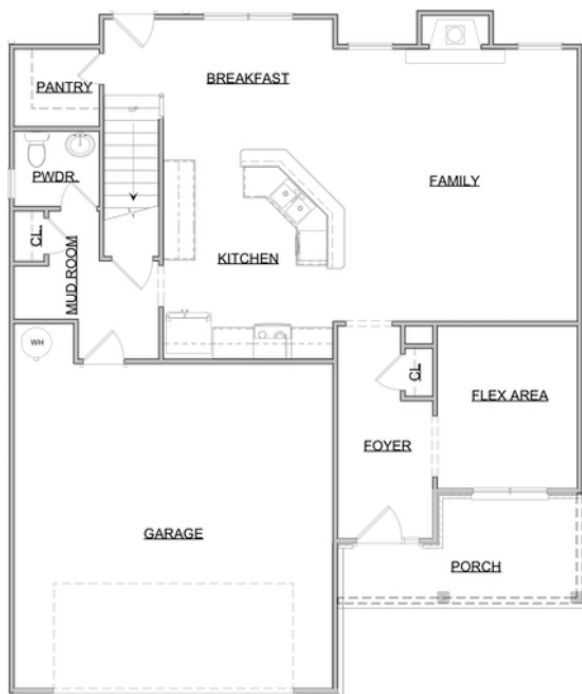 BREAKFAST
PANTRY
UP
PWDR.
FAMILY
CL.
MUD ROOM
KITCHEN
WH
CL
FLEX AREA
FOYER
GARAGE
PORCH